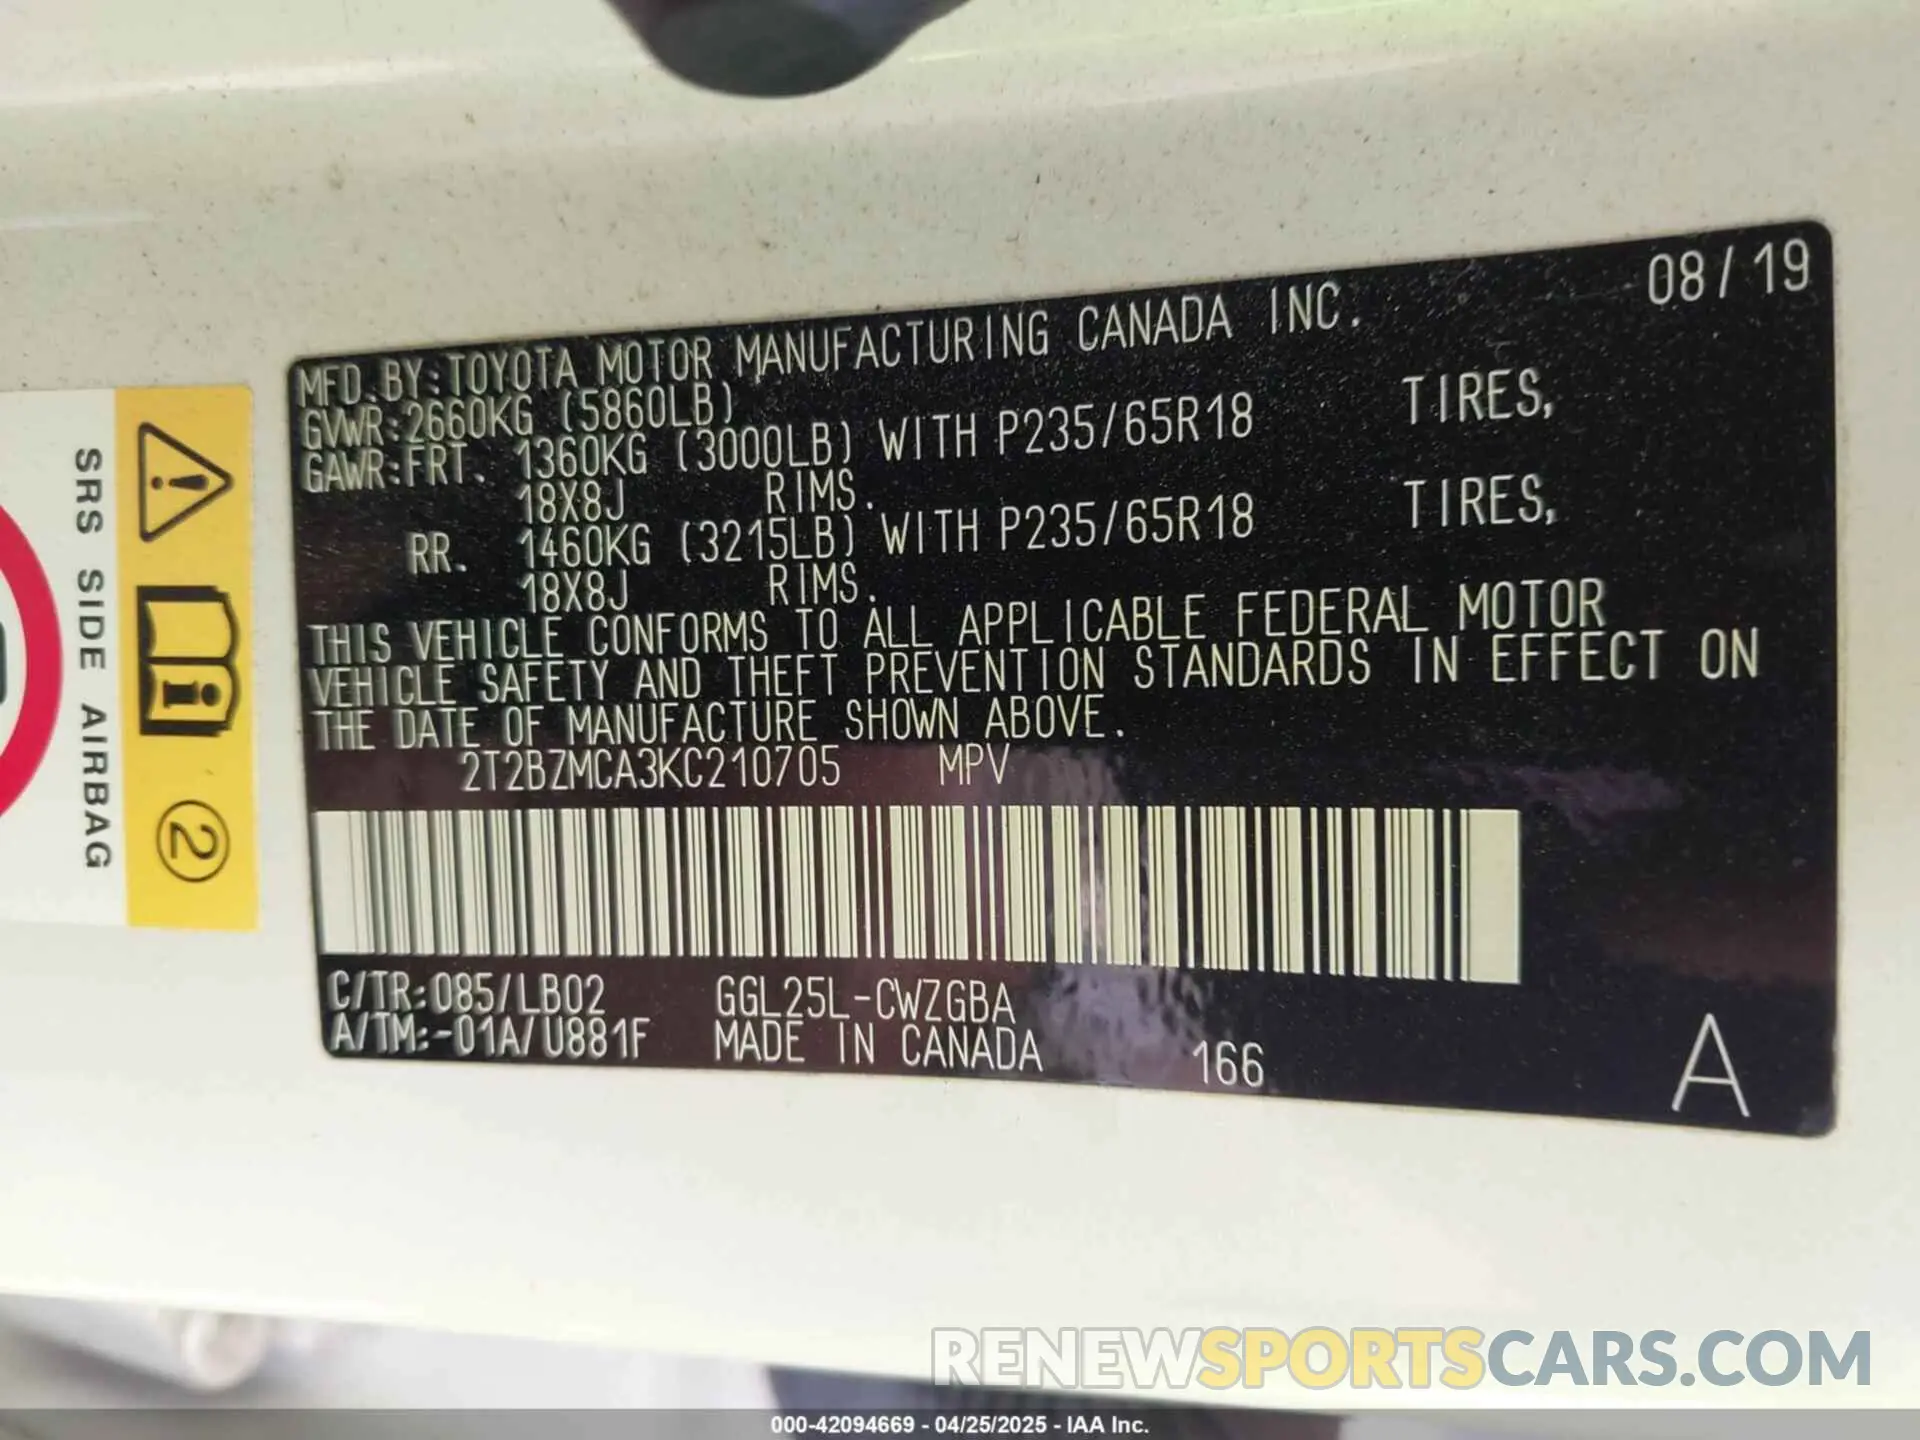 08/19
MFD.BY:TOYOTA MOTOR MANUFACTURING CANADA INC.
GVWR:2660KG (5860LB)
GAWR:FRT. 1360KG (3000LB) WITH P235/65R18 TIRES,
18X8J RIMS.
RR. 1460KG (3215LB) WITH P235/65R18 TIRES,
18X8J RIMS.
THIS VEHICLE CONFORMS TO ALL APPLICABLE FEDERAL MOTOR
VEHICLE SAFETY AND THEFT PREVENTION STANDARDS IN EFFECT ON
THE DATE OF MANUFACTURE SHOWN ABOVE.
2T2BZMCA3KC210705 MPV
C/TR:085/LB02 GGL25L-CWZGBA
A/TM:-01A/U881F MADE IN CANADA 166
A
SRS SIDE AIRBAG
2
RENEWSPORTSCARS.COM
000-42094669 - 04/25/2025 - IAA Inc.